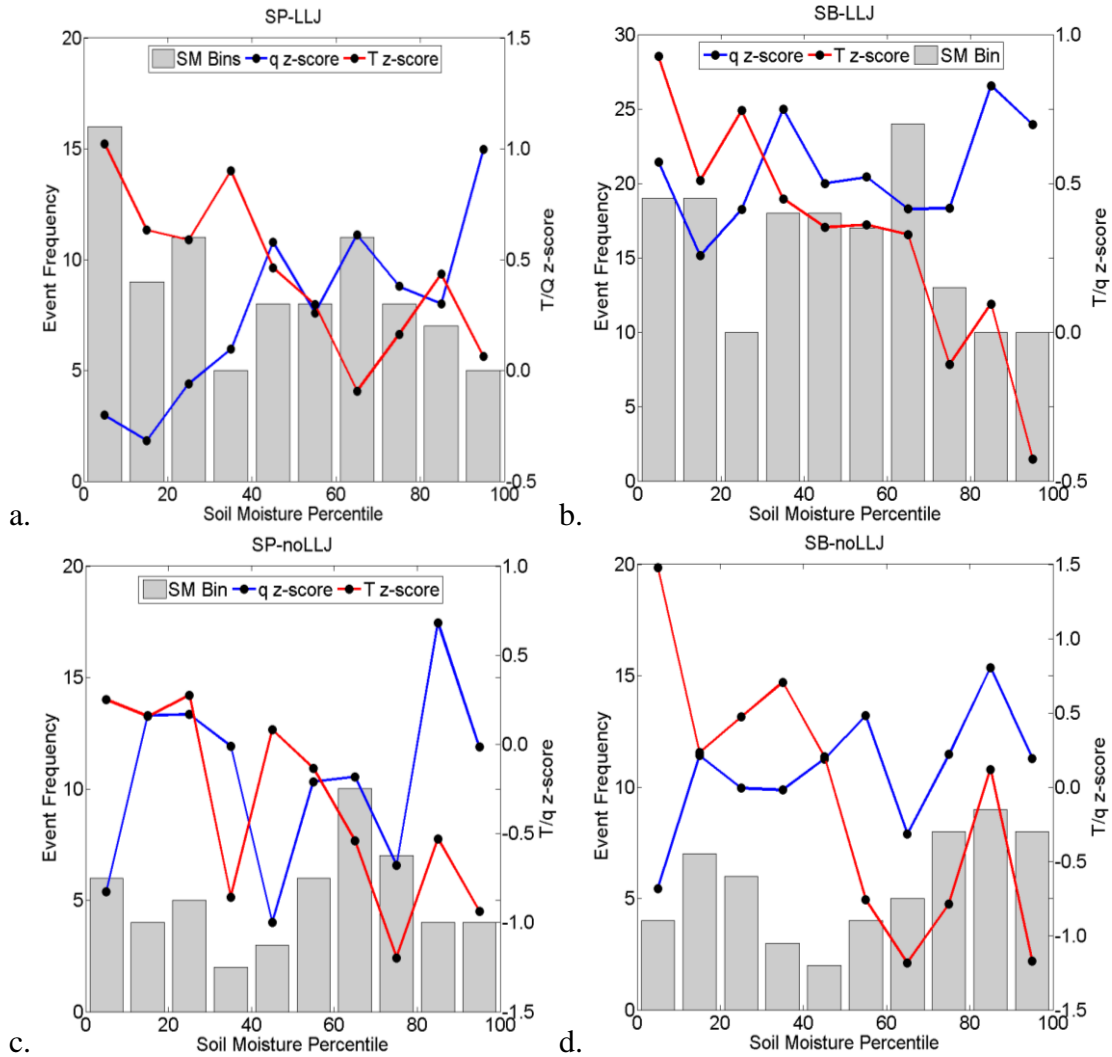 SP-LLJ
SM Bins q z-score T z-score
Event Frequency
20
15
10
5
0
T/Q z-score
1.5
1.0
0.5
0.0
-0.5
0 20 40 60 80 100
Soil Moisture Percentile
a.
SB-LLJ
q z-score T z-score SM Bin
Event Frequency
30
25
20
15
10
5
0
T/q z-score
1.0
0.5
0.0
-0.5
0 20 40 60 80 100
Soil Moisture Percentile
b.
SP-noLLJ
SM Bin q z-score T z-score
Event Frequency
20
15
10
5
0
T/q z-score
1.0
0.5
0.0
-0.5
-1.0
-1.5
0 20 40 60 80 100
Soil Moisture Percentile
c.
SB-noLLJ
Event Frequency
20
15
10
5
0
T/q z-score
1.5
1.0
0.5
0.0
-0.5
-1.0
-1.5
0 20 40 60 80 100
Soil Moisture Percentile
d.